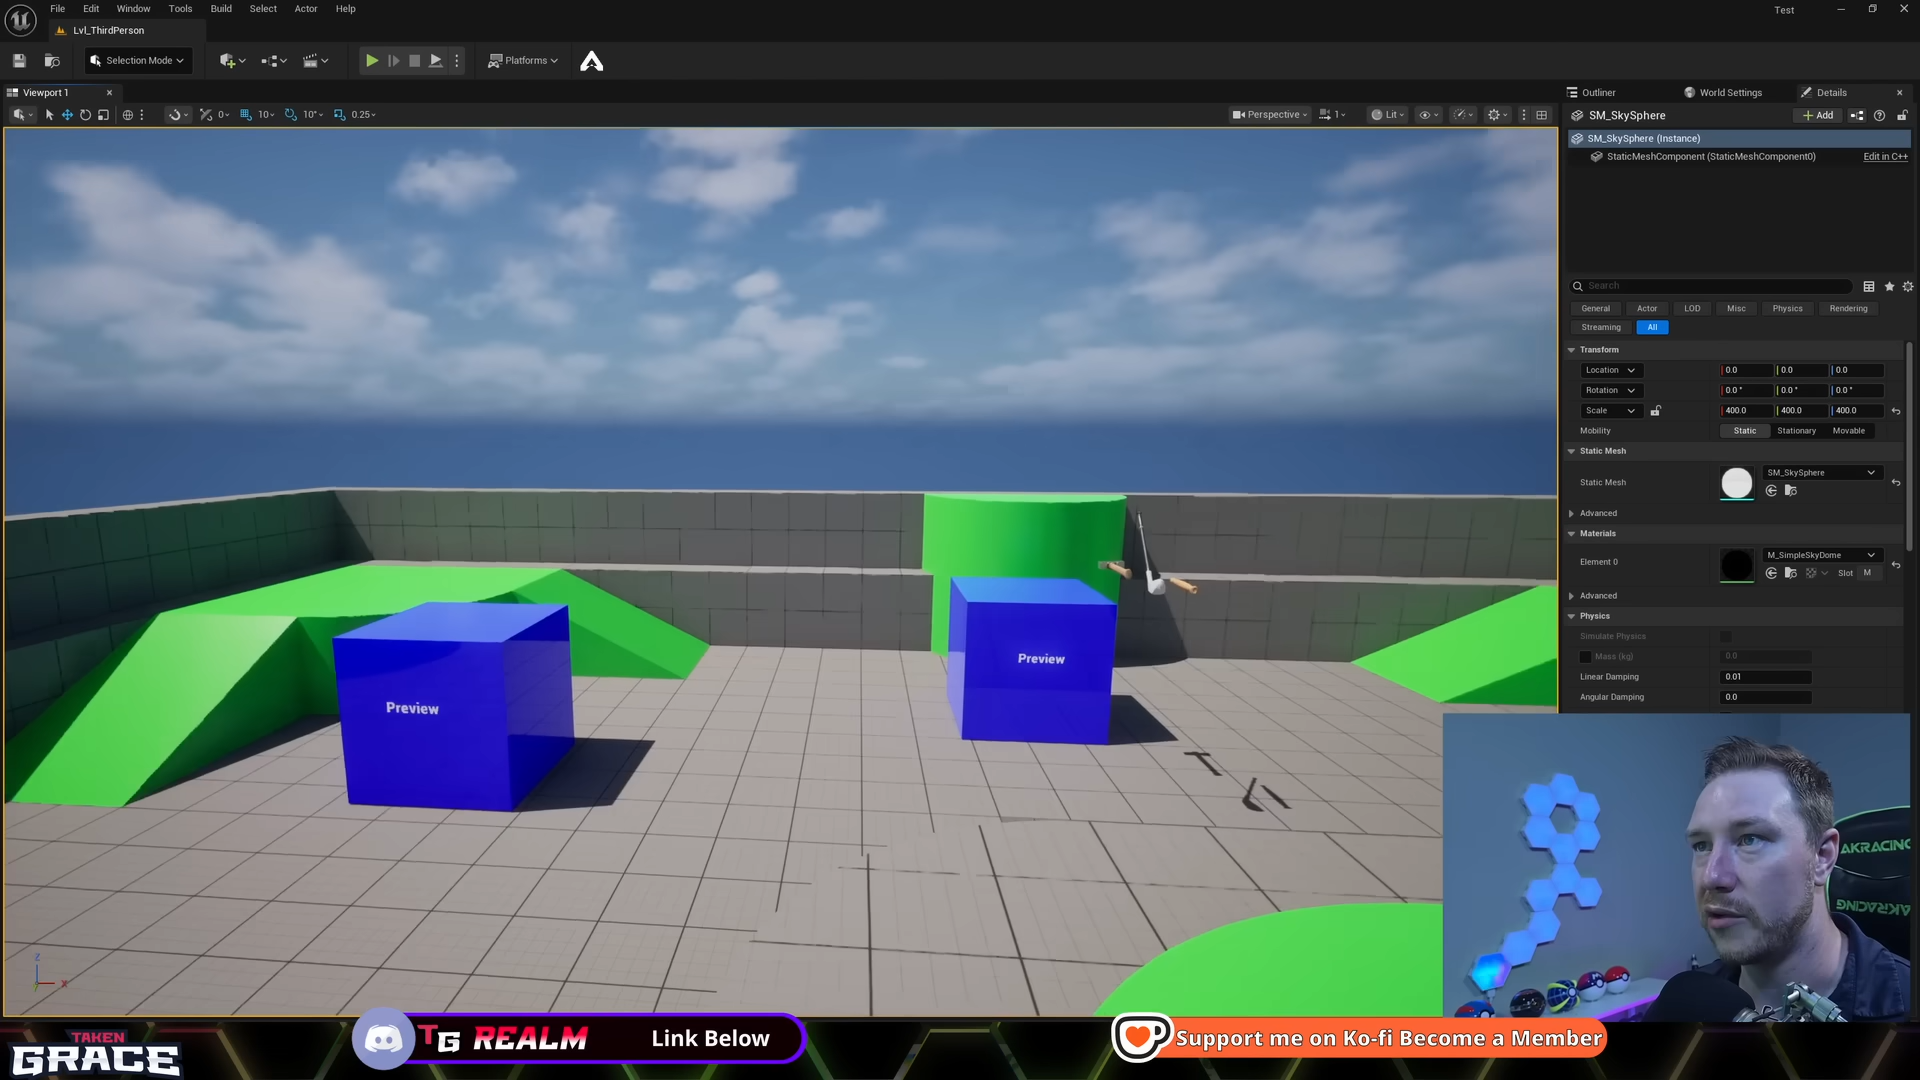 File Edit Window Tools Build Select Actor Help
Test
Lvl_ThirdPerson
Selection Mode
Platforms
Viewport 1
Outliner World Settings Details
0 10 10° 0.25
Perspective 1 Lit
SM_SkySphere
Add
SM_SkySphere (Instance)
StaticMeshComponent (StaticMeshComponent0) Edit in C++
Search
General Actor LOD Misc Physics Rendering
Streaming All
Transform
Location 0.0 0.0 0.0
Rotation 0.0 ° 0.0 ° 0.0 °
Scale 400.0 400.0 400.0
Mobility Static Stationary Movable
Static Mesh
Static Mesh SM_SkySphere
Advanced
Materials
Element 0 M_SimpleSkyDome
Slot M
Advanced
Physics
Simulate Physics
Mass (kg) 0.0
Linear Damping 0.01
Angular Damping 0.0
Preview
Preview
Z
X
AKRACING
AKRACING
TAKEN
GRACE
TG REALM Link Below
Support me on Ko-fi Become a Member